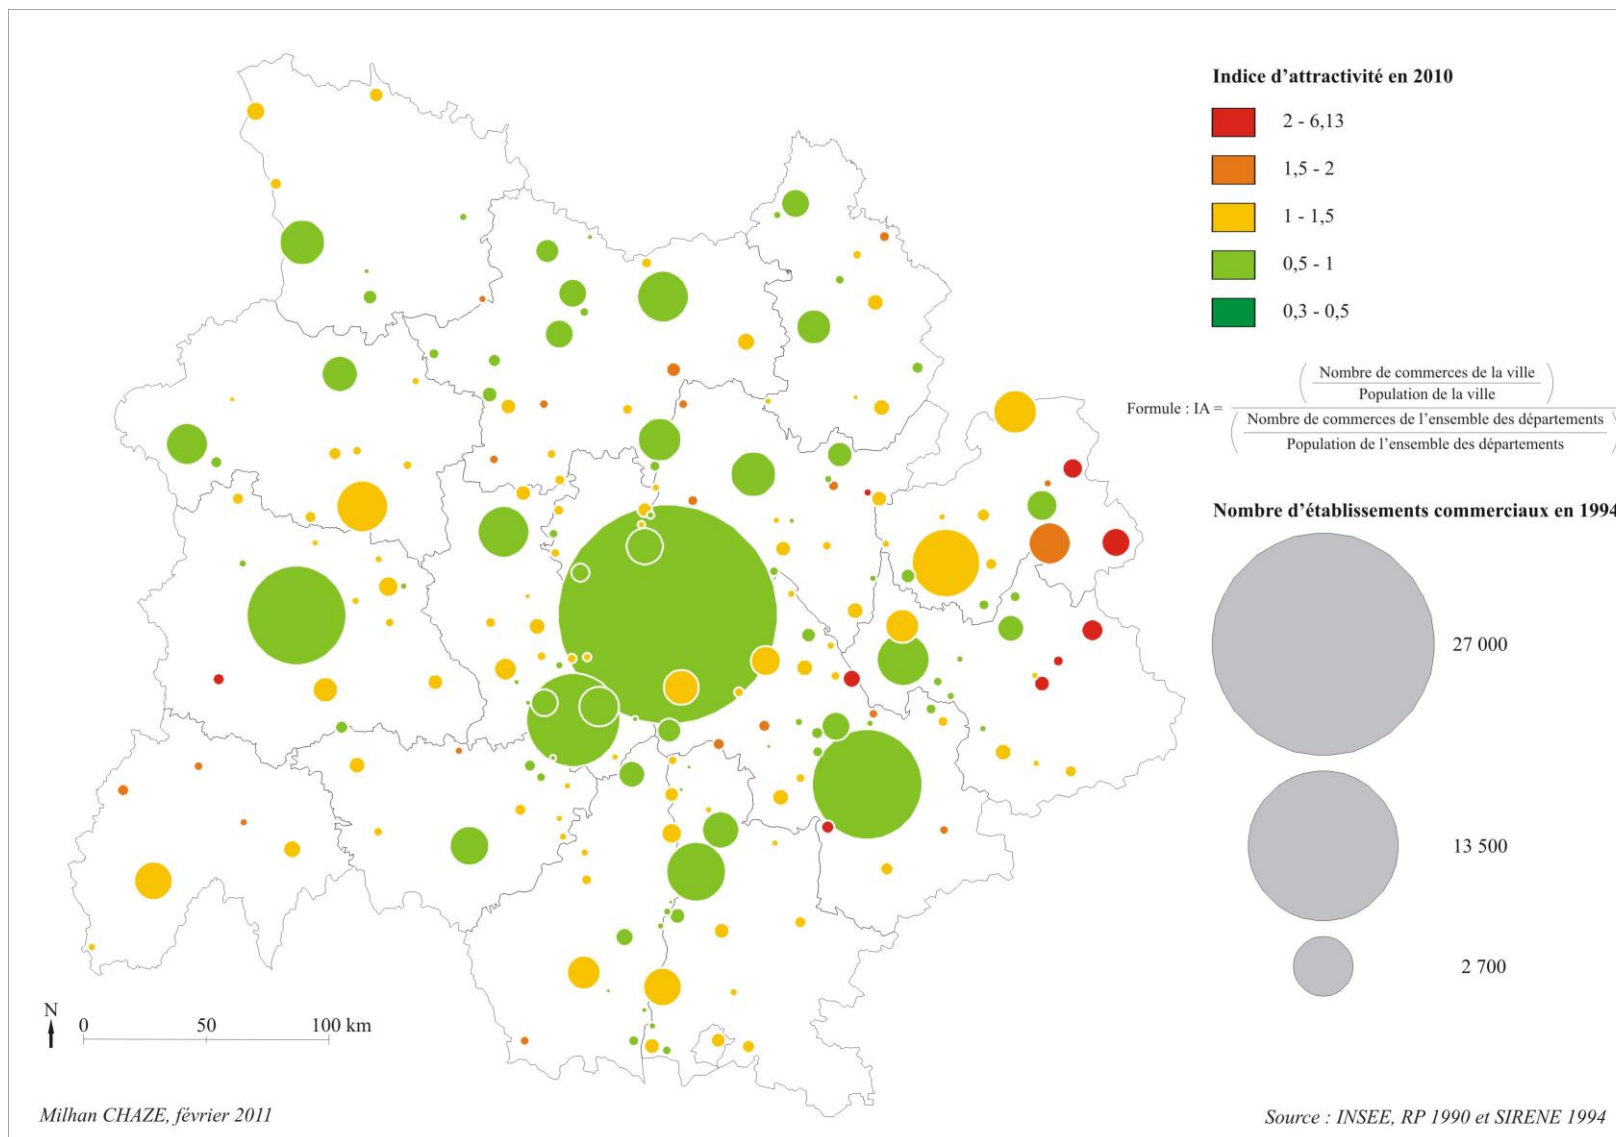 Indice d’attractivité en 2010
2 - 6,13
1,5 - 2
1 - 1,5
0,5 - 1
0,3 - 0,5
Nombre de commerces de la ville
Population de la ville
Formule : IA =
Nombre de commerces de l’ensemble des départements
Population de l’ensemble des départements
Nombre d’établissements commerciaux en 1994
27 000
13 500
2 700
N
0 50 100 km
Milhan CHAZE, février 2011
Source : INSEE, RP 1990 et SIRENE 1994